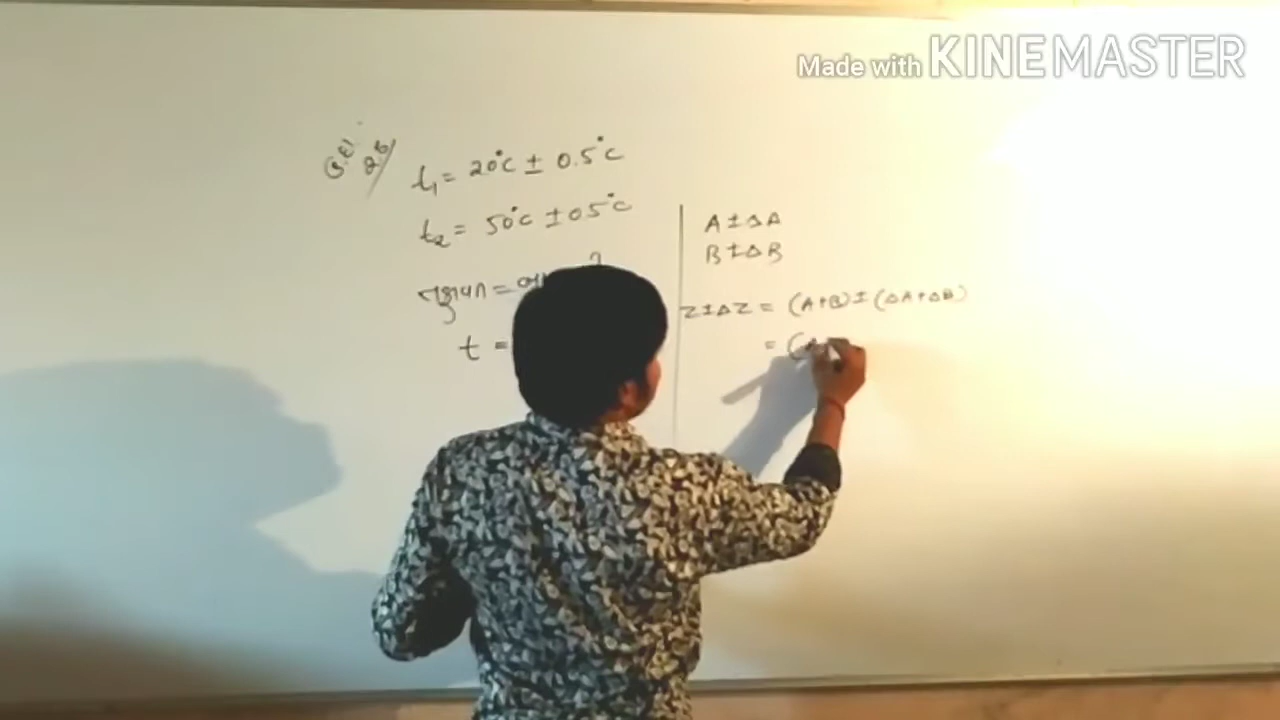 Made with KINEMASTER
t₁ = 20°C ± 0.5°C
t₂ = 50°C ± 05°C
t =
A ± ΔA
B ± ΔB
Z ± ΔZ = (A+B) ± (ΔA+ΔB)
= (A